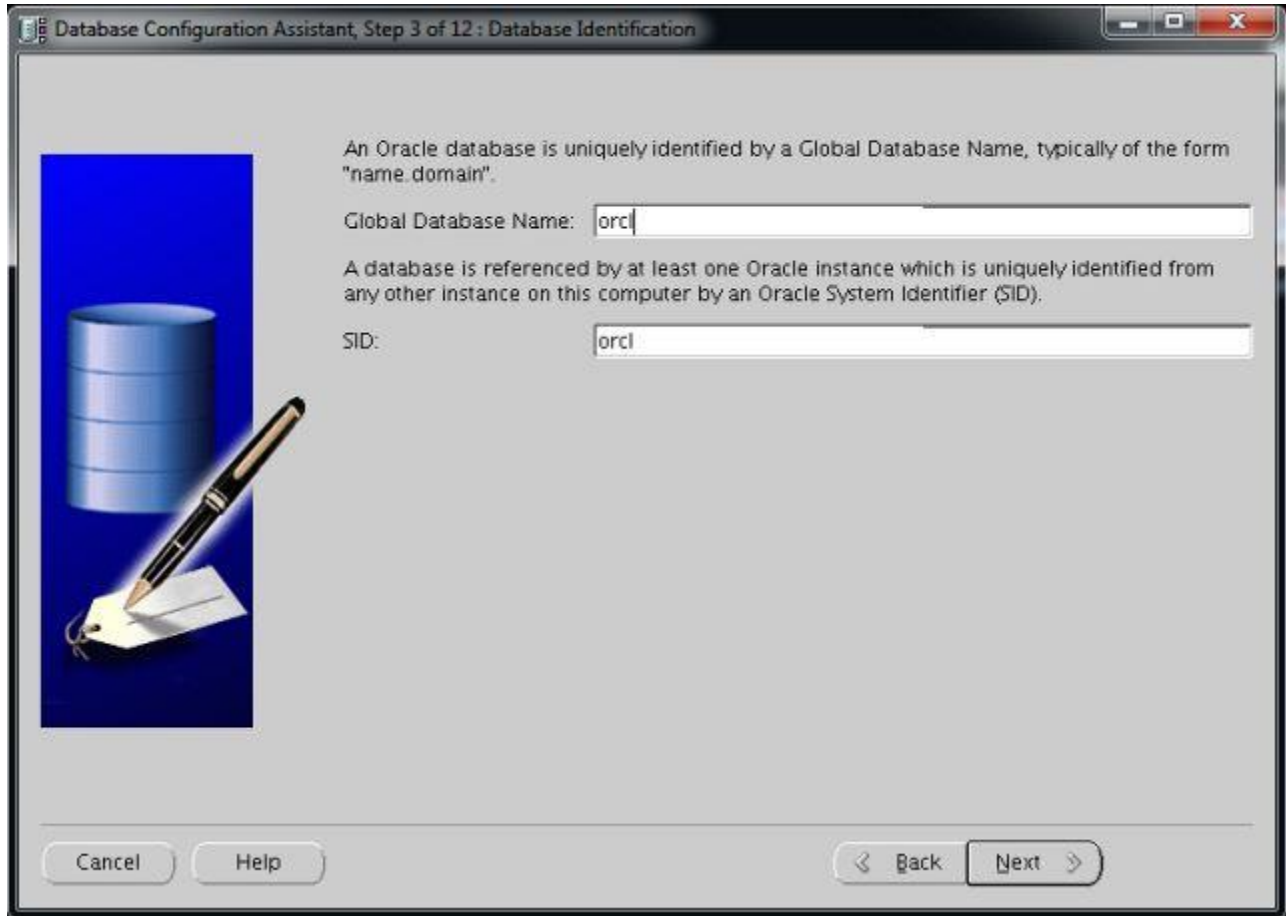 Database Configuration Assistant, Step 3 of 12 : Database Identification
An Oracle database is uniquely identified by a Global Database Name, typically of the form
"name.domain".
Global Database Name: orcl
A database is referenced by at least one Oracle instance which is uniquely identified from
any other instance on this computer by an Oracle System Identifier (SID).
SID: orcl
Cancel Help Back Next